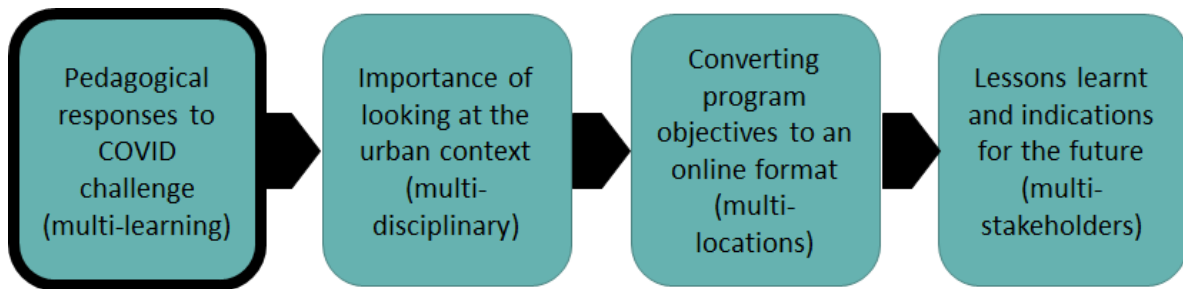 Pedagogical
responses to
COVID
challenge
(multi-learning)
Importance of
looking at the
urban context
(multi-
disciplinary)
Converting
program
objectives to an
online format
(multi-
locations)
Lessons learnt
and indications
for the future
(multi-
stakeholders)